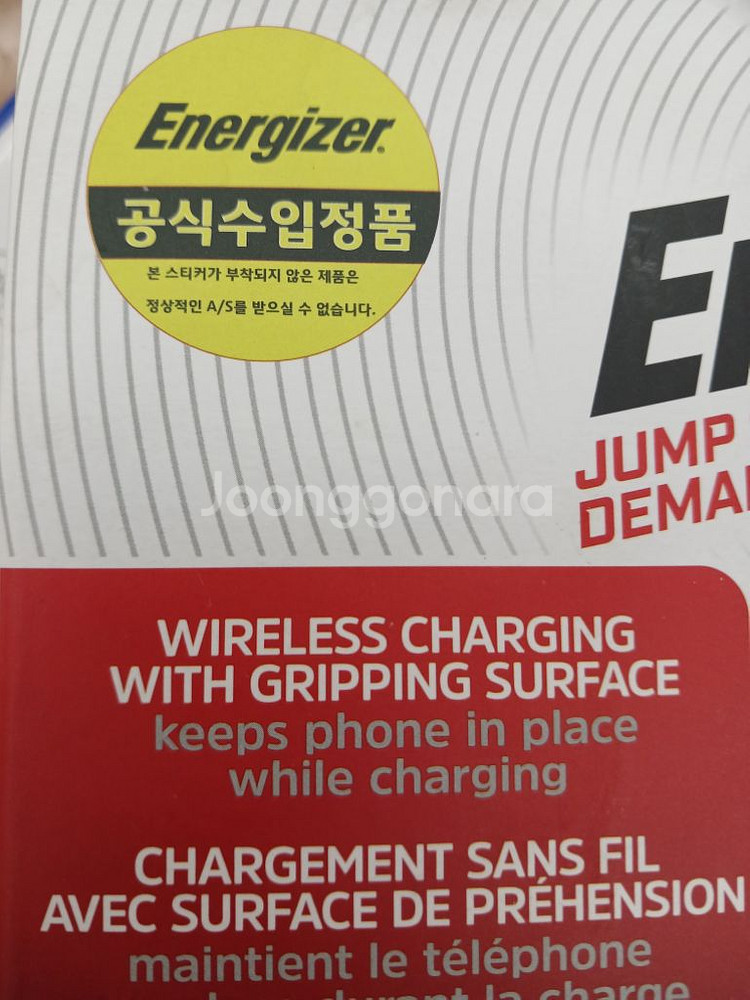 Energizer
공식수입정품
본 스티커가 부착되지 않은 제품은
정상적인 A/S를 받으실 수 없습니다.
JUMP
Joonggonara
WIRELESS CHARGING
WITH GRIPPING SURFACE
keeps phone in place
while charging
CHARGEMENT SANS FIL
AVEC SURFACE DE PRÉHENSION
maintient le téléphone
durant la charge